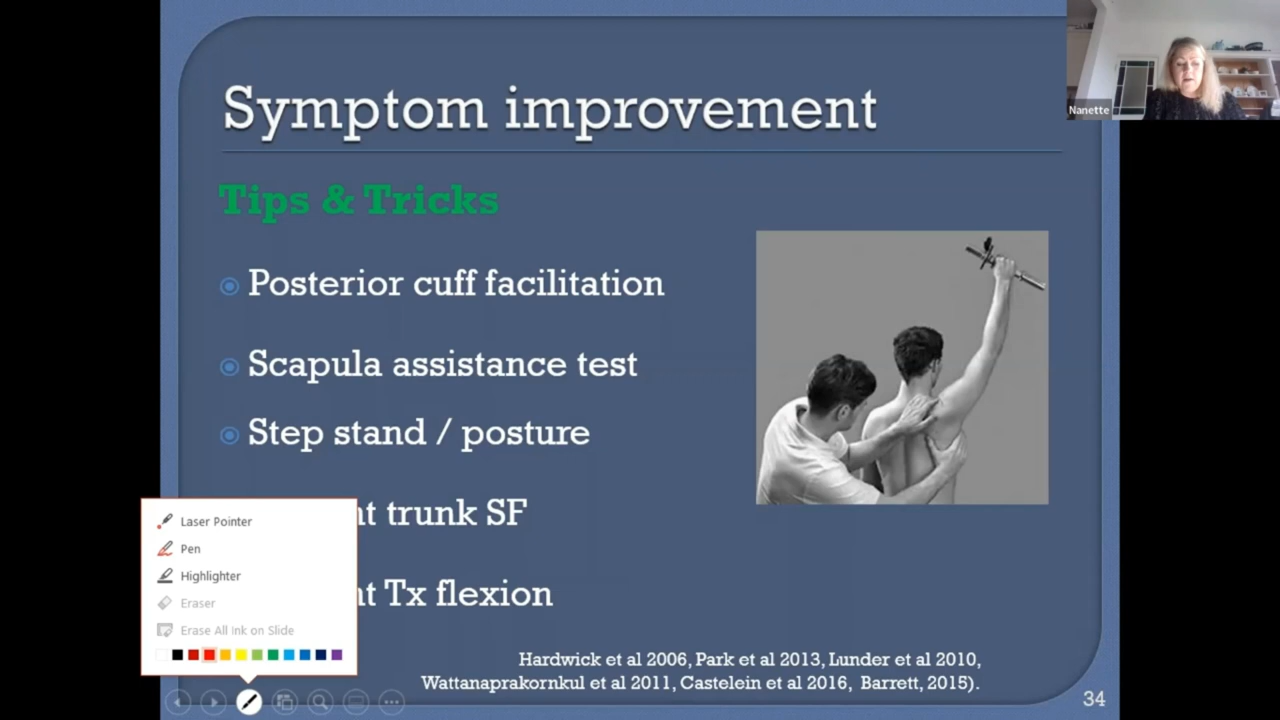 Symptom improvement
Nanette
Tips & Tricks
Posterior cuff facilitation
Scapula assistance test
Step stand / posture
nt trunk SF
nt Tx flexion
Laser Pointer
Pen
Highlighter
Eraser
Erase All Ink on Slide
Hardwick et al 2006, Park et al 2013, Lunder et al 2010,
Wattanaprakornkul et al 2011, Castelein et al 2016, Barrett, 2015).
34